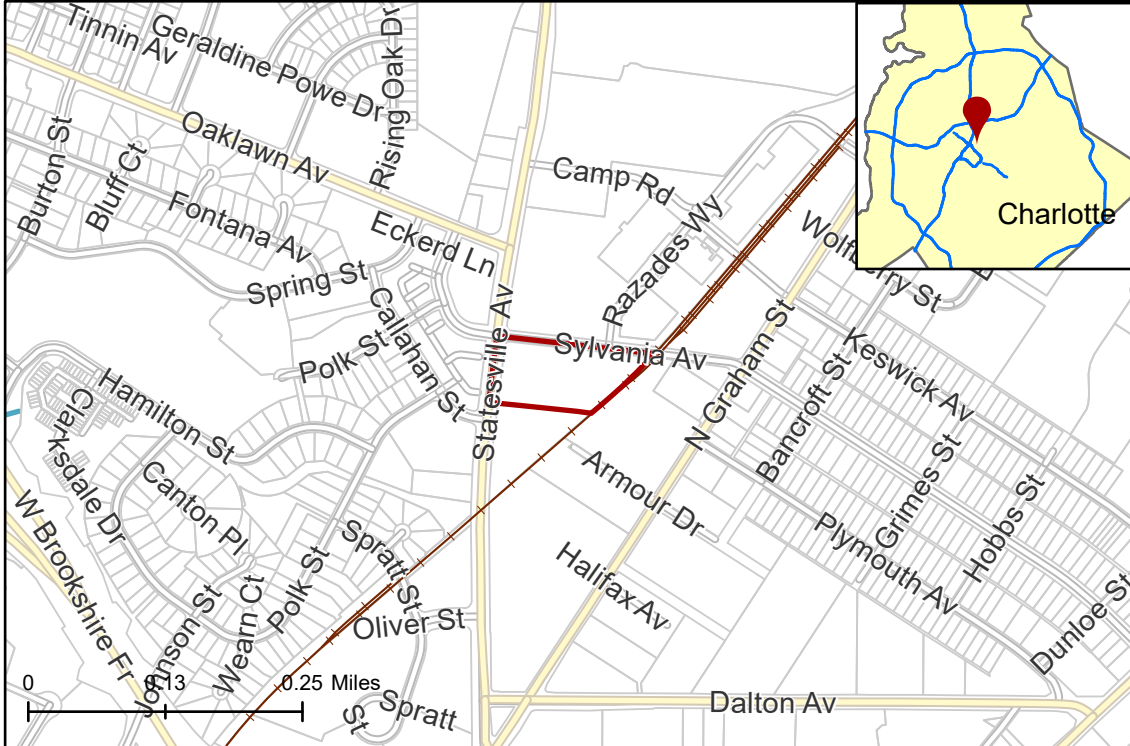 Tinnin Av
Geraldine Powe Dr
Rising Oak Dr
Oaklawn Av
Burton St
Bluff Ct
Fontana Av
Eckerd Ln
Spring St
Callahan St
Polk St
Camp Rd
Razades Wy
Wolfberry St
Charlotte
Statesville Av
Sylvania Av
N Graham St
Keswick Av
Bancroft St
Grimes St
Hobbs St
Hamilton St
Clarksdale Dr
Canton Pl
W Brookshire Fr
Armour Dr
Plymouth Av
Halifax Av
Dunloe St
Spratt St
Polk St
Wearn Ct
Johnson St
Oliver St
Spratt
St
Dalton Av
0
0.13
0.25 Miles